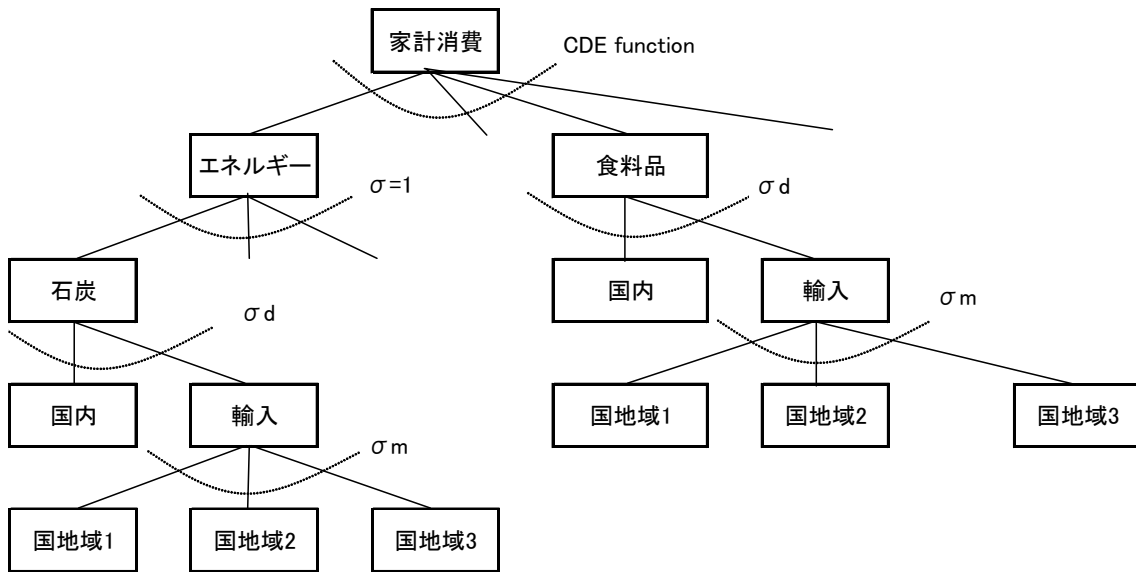 家計消費
CDE function
エネルギー
食料品
σ=1
σd
石炭
国内
輸入
σd
σm
国内
輸入
国地域1
国地域2
国地域3
σm
国地域1
国地域2
国地域3